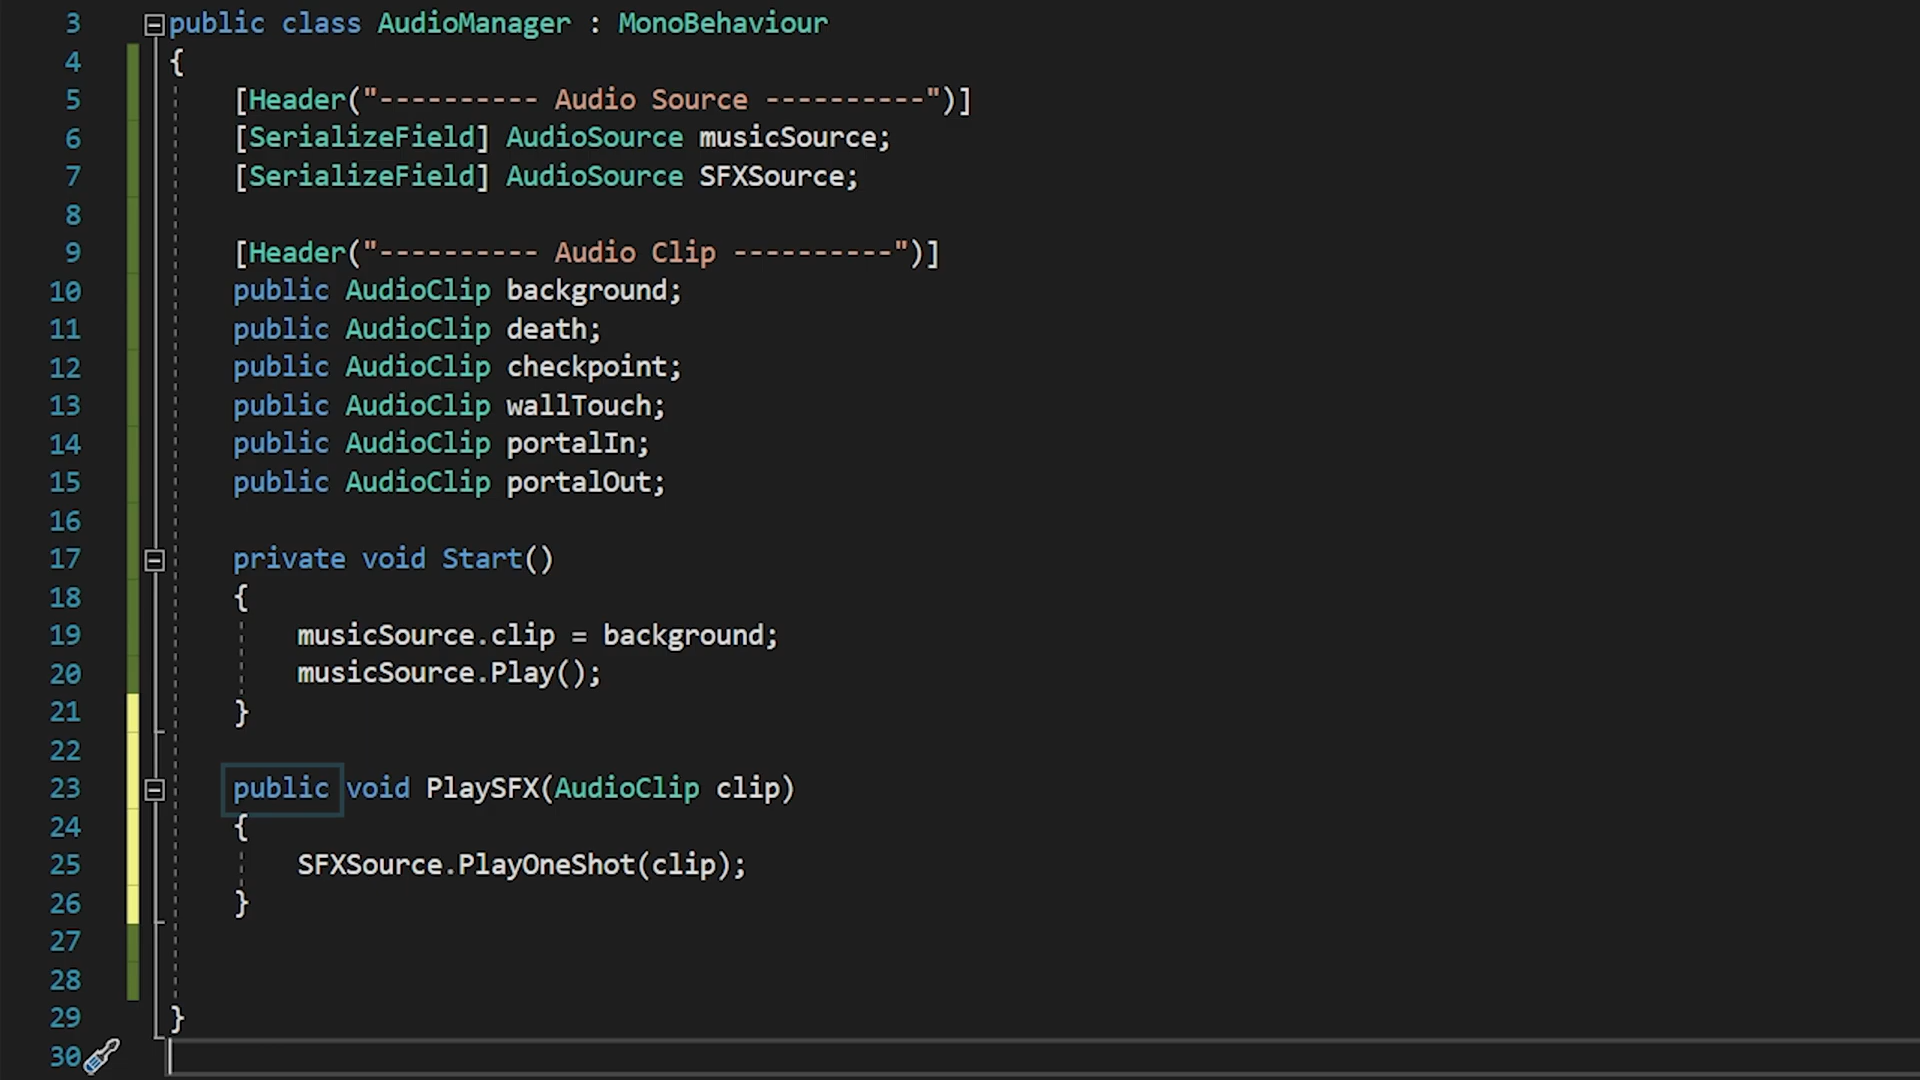 3 public class AudioManager : MonoBehaviour
4 {
5 [Header("---------- Audio Source ----------")]
6 [SerializeField] AudioSource musicSource;
7 [SerializeField] AudioSource SFXSource;
8
9 [Header("---------- Audio Clip ----------")]
10 public AudioClip background;
11 public AudioClip death;
12 public AudioClip checkpoint;
13 public AudioClip wallTouch;
14 public AudioClip portalIn;
15 public AudioClip portalOut;
16
17 private void Start()
18 {
19 musicSource.clip = background;
20 musicSource.Play();
21 }
22
23 public void PlaySFX(AudioClip clip)
24 {
25 SFXSource.PlayOneShot(clip);
26 }
27
28
29 }
30